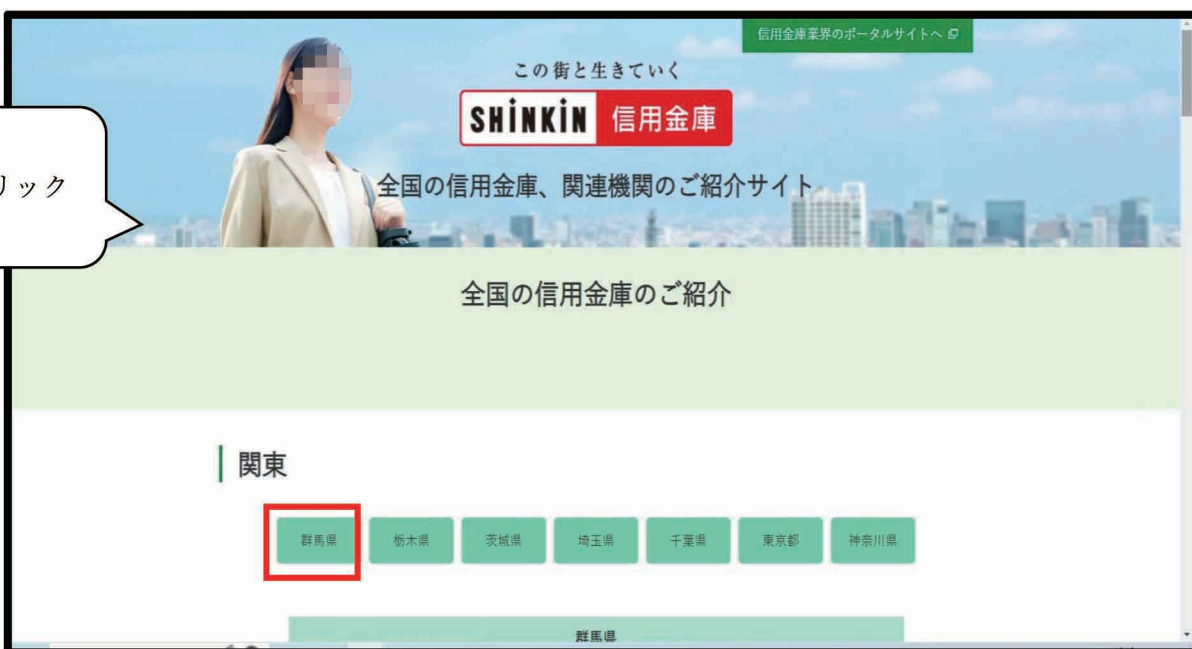 信用金庫業界のポータルサイトへ
この街と生きていく
SHINKIN 信用金庫
リック
全国の信用金庫、関連機関のご紹介サイト
全国の信用金庫のご紹介
関東
群馬県 栃木県 茨城県 埼玉県 千葉県 東京都 神奈川県
群馬県